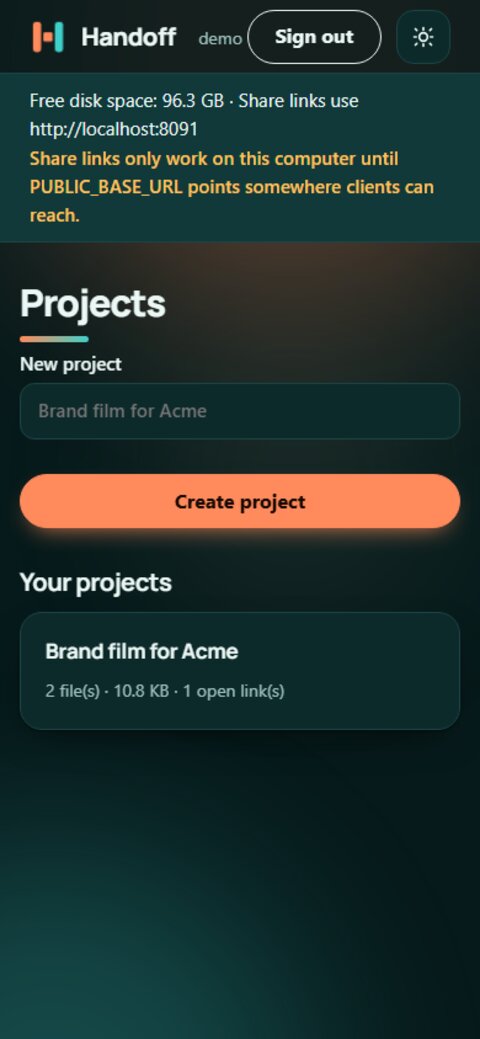 Handoff demo Sign out
Free disk space: 96.3 GB · Share links use
http://localhost:8091
Share links only work on this computer until
PUBLIC_BASE_URL points somewhere clients can
reach.
Projects
New project
Brand film for Acme
Create project
Your projects
Brand film for Acme
2 file(s) · 10.8 KB · 1 open link(s)